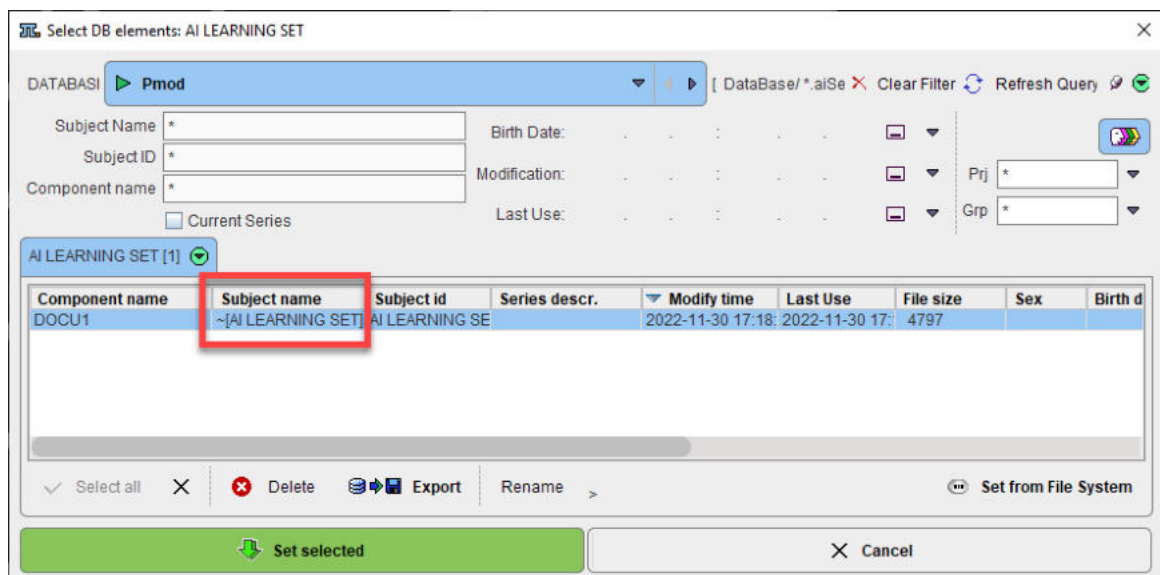 Select DB elements: AI LEARNING SET
DATABASI Pmod [ DataBase/ *.aiSe Clear Filter Refresh Query
Subject Name *
Birth Date: . . : . .
Subject ID *
Modification: . . : . . Prj *
Component name *
Last Use: . . : . . Grp *
Current Series
AI LEARNING SET [1]
Component name Subject name Subject id Series descr. Modify time Last Use File size Sex Birth d
DOCU1 ~[AI LEARNING SET] AI LEARNING SE 2022-11-30 17:18: 2022-11-30 17: 4797
Select all Delete Export Rename > Set from File System
Set selected Cancel